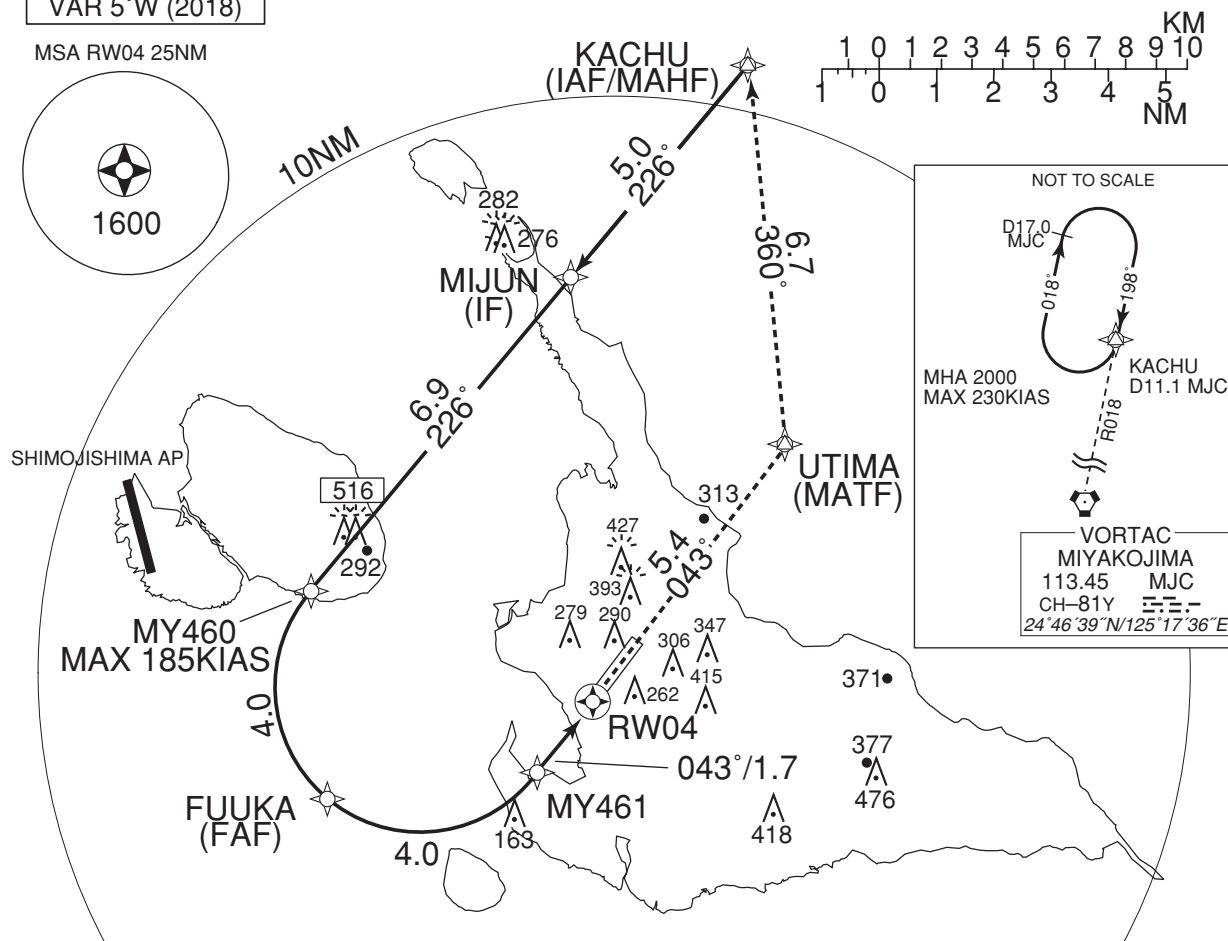 VAR 5°W (2018)
MSA RW04 25NM
1600
10NM
KACHU
(IAF/MAHF)
KM
1 0 1 2 3 4 5 6 7 8 9 10
1 0 1 2 3 4 5
NM
5.0
226°
282
276
MIJUN
(IF)
6.7
360°
6.9
226°
NOT TO SCALE
D17.0
MJC
018°
198°
KACHU
D11.1 MJC
MHA 2000
MAX 230KIAS
R018
VORTAC
MIYAKOJIMA
113.45 MJC
CH–81Y
24°46′39″N/125°17′36″E
SHIMOJISHIMA AP
516
292
UTIMA
(MATF)
313
427
5.4
043°
393
279
290
306
347
262
415
371
MY460
MAX 185KIAS
4.0
RW04
043°/1.7
377
476
FUUKA
(FAF)
MY461
163
418
4.0